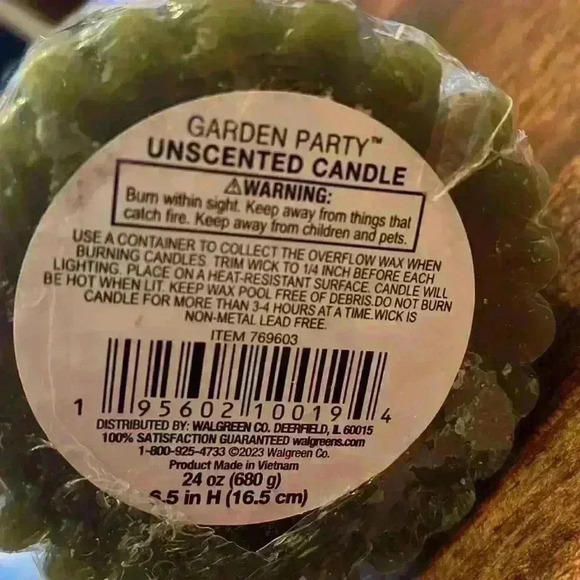 GARDEN PARTY™
UNSCENTED CANDLE
⚠WARNING:
Burn within sight. Keep away from things that
catch fire. Keep away from children and pets.
USE A CONTAINER TO COLLECT THE OVERFLOW WAX WHEN
BURNING CANDLES. TRIM WICK TO 1/4 INCH BEFORE EACH
LIGHTING. PLACE ON A HEAT-RESISTANT SURFACE. CANDLE WILL
BE HOT WHEN LIT. KEEP WAX POOL FREE OF DEBRIS.DO NOT BURN
CANDLE FOR MORE THAN 3-4 HOURS AT A TIME.WICK IS
NON-METAL LEAD FREE.
ITEM 769603
1 95602 10019 4
DISTRIBUTED BY: WALGREEN CO. DEERFIELD, IL 60015
100% SATISFACTION GUARANTEED walgreens.com
1-800-925-4733 ©2023 Walgreen Co.
Product Made in Vietnam
24 oz (680 g)
6.5 in H (16.5 cm)